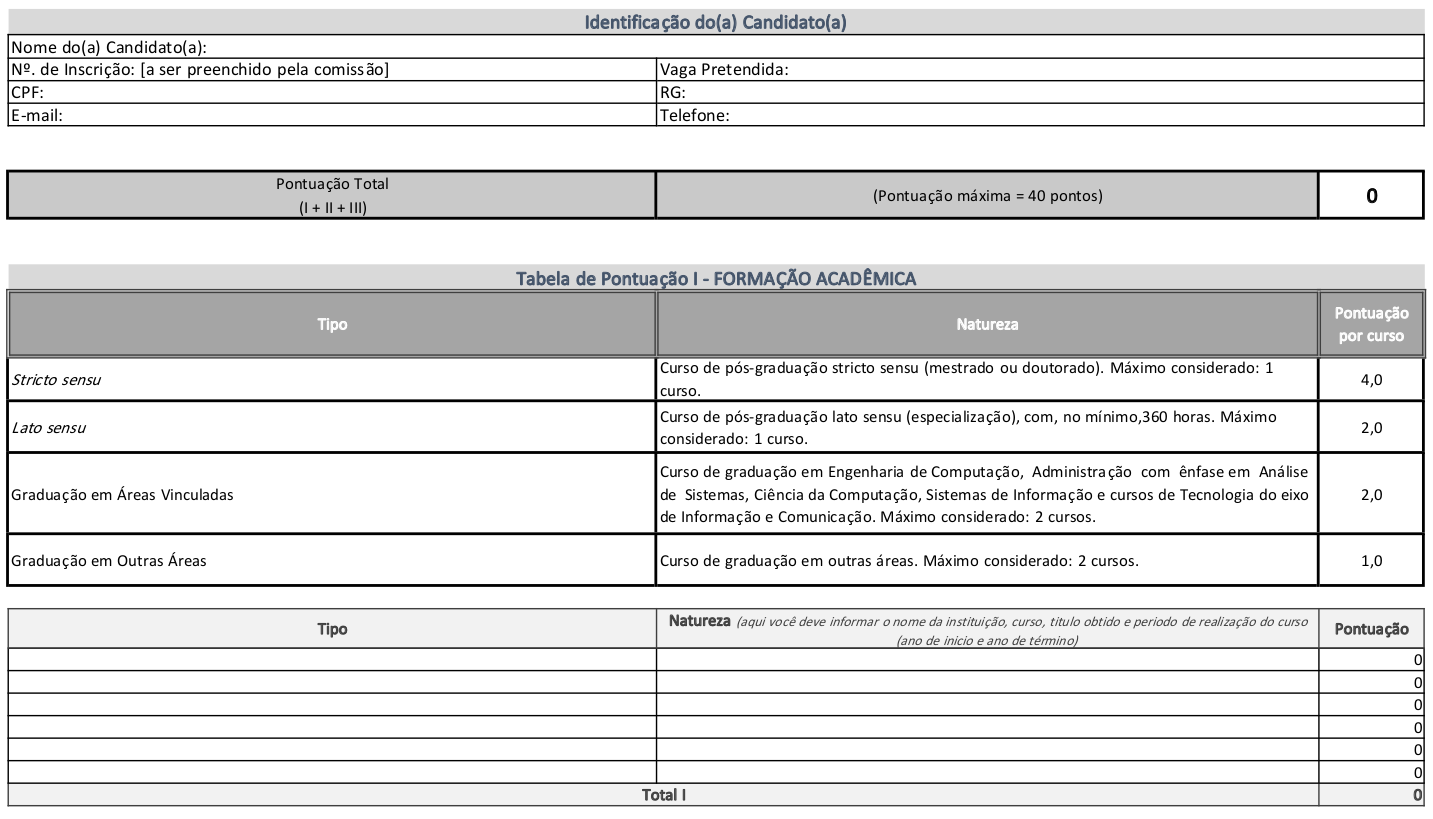 Identificação do(a) Candidato(a)
Nome do(a) Candidato(a):
Nº. de Inscrição: [a ser preenchido pela comissão]
Vaga Pretendida:
CPF:
RG:
E-mail:
Telefone:
Pontuação Total
(I + II + III)
(Pontuação máxima = 40 pontos)
0
Tabela de Pontuação I - FORMAÇÃO ACADÊMICA
Tipo
Natureza
Pontuação
por curso
Stricto sensu
Curso de pós-graduação stricto sensu (mestrado ou doutorado). Máximo considerado: 1
curso.
4,0
Lato sensu
Curso de pós-graduação lato sensu (especialização), com, no mínimo,360 horas. Máximo
considerado: 1 curso.
2,0
Graduação em Áreas Vinculadas
Curso de graduação em Engenharia de Computação, Administração com ênfase em Análise
de Sistemas, Ciência da Computação, Sistemas de Informação e cursos de Tecnologia do eixo
de Informação e Comunicação. Máximo considerado: 2 cursos.
2,0
Graduação em Outras Áreas
Curso de graduação em outras áreas. Máximo considerado: 2 cursos.
1,0
Tipo
Natureza (aqui você deve informar o nome da instituição, curso, titulo obtido e periodo de realização do curso
(ano de inicio e ano de término)
Pontuação
0
0
0
0
0
0
Total I
0